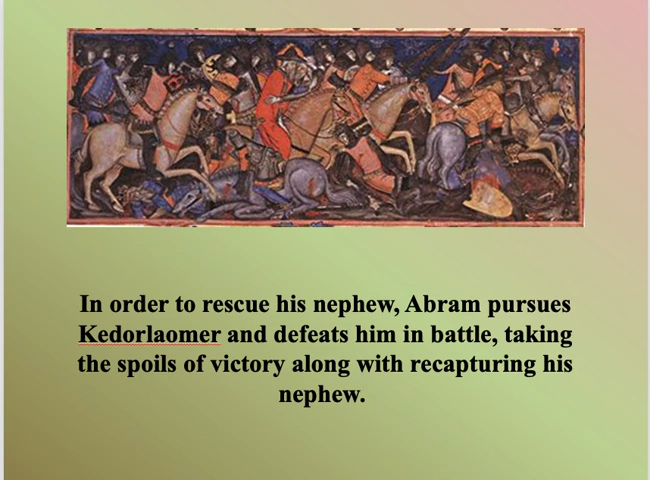 In order to rescue his nephew, Abram pursues
Kedorlaomer and defeats him in battle, taking
the spoils of victory along with recapturing his
nephew.